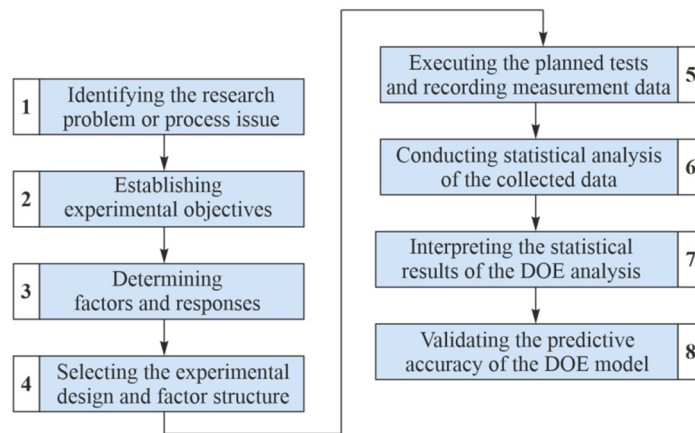 1
Identifying the research
problem or process issue
2
Establishing
experimental objectives
3
Determining
factors and responses
4
Selecting the experimental
design and factor structure
Executing the planned tests
and recording measurement data
5
Conducting statistical analysis
of the collected data
6
Interpreting the statistical
results of the DOE analysis
7
Validating the predictive
accuracy of the DOE model
8